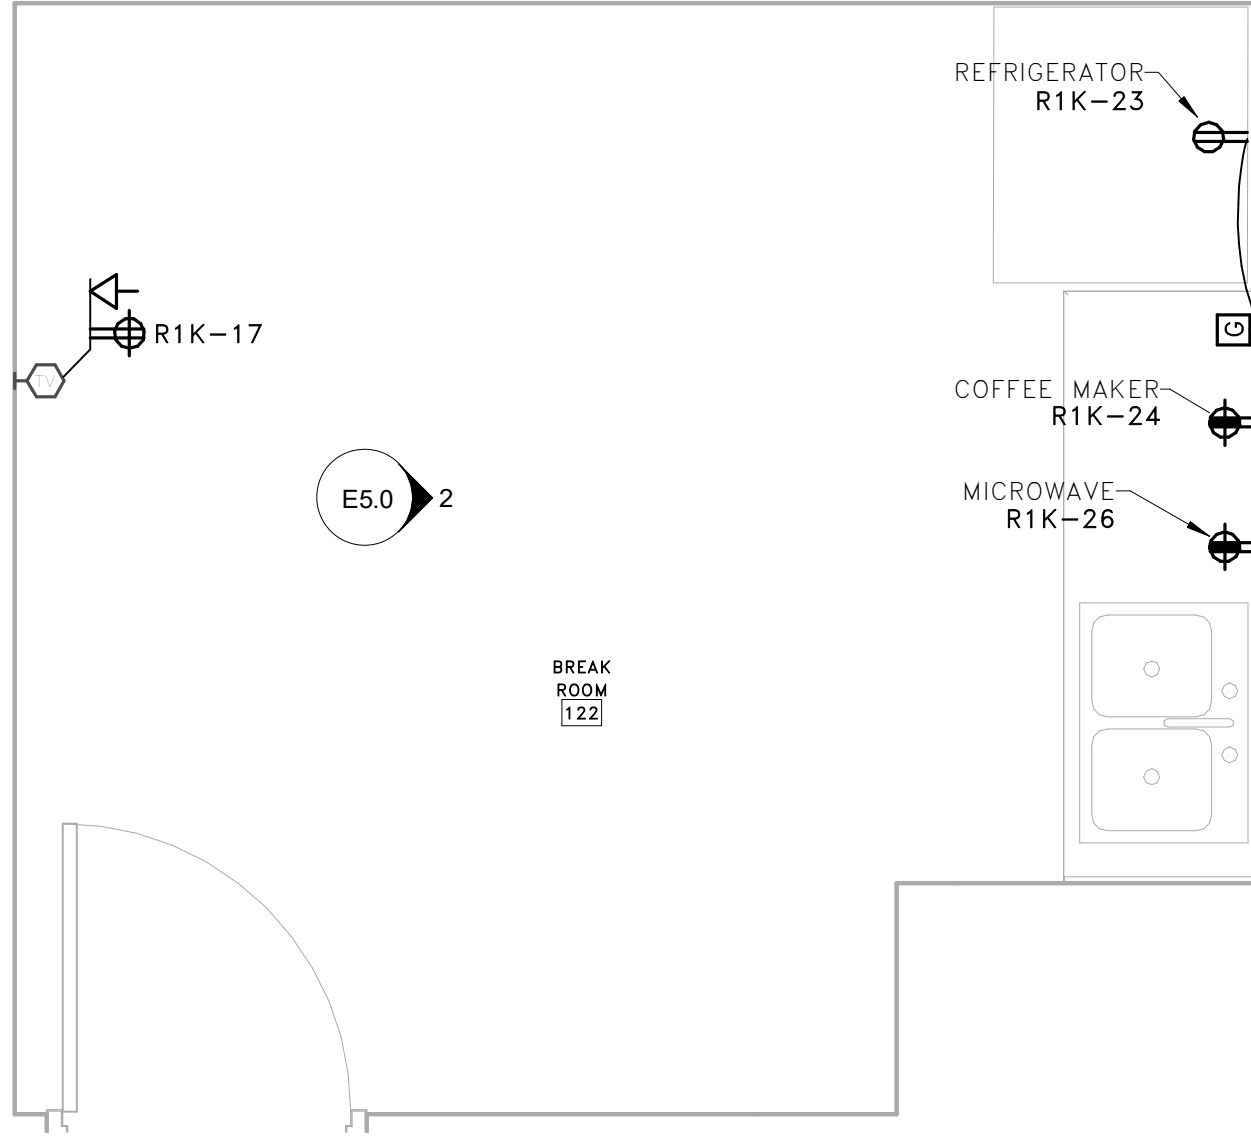 REFRIGERATOR
R1K-23
R1K-17
TV
G
COFFEE MAKER
R1K-24
E5.0
2
MICROWAVE
R1K-26
BREAK
ROOM
122